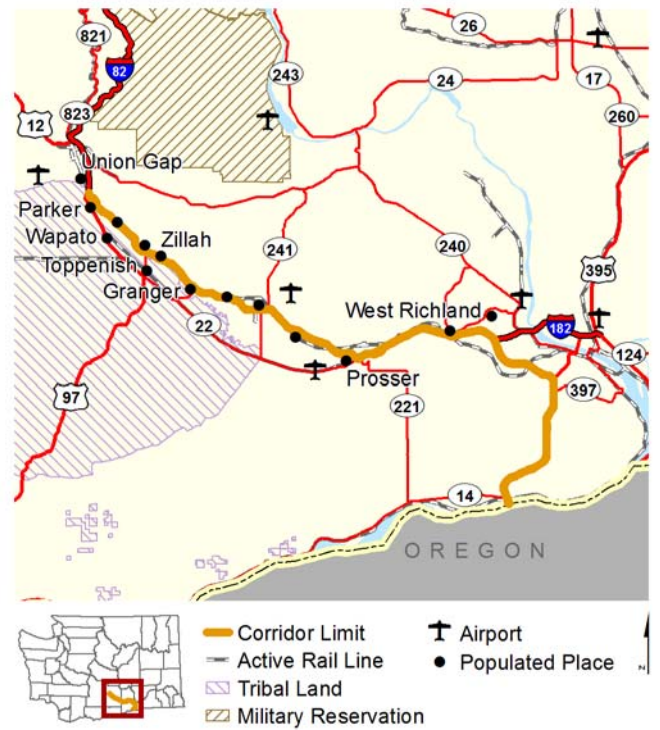 821
26
82
243
24
17
823
12
260
Union Gap
Parker
Wapato
Zillah
241
240
Toppenish
395
Granger
West Richland
182
22
124
Prosser
97
221
397
14
OREGON
Corridor Limit
Active Rail Line
Tribal Land
Military Reservation
Airport
Populated Place
N